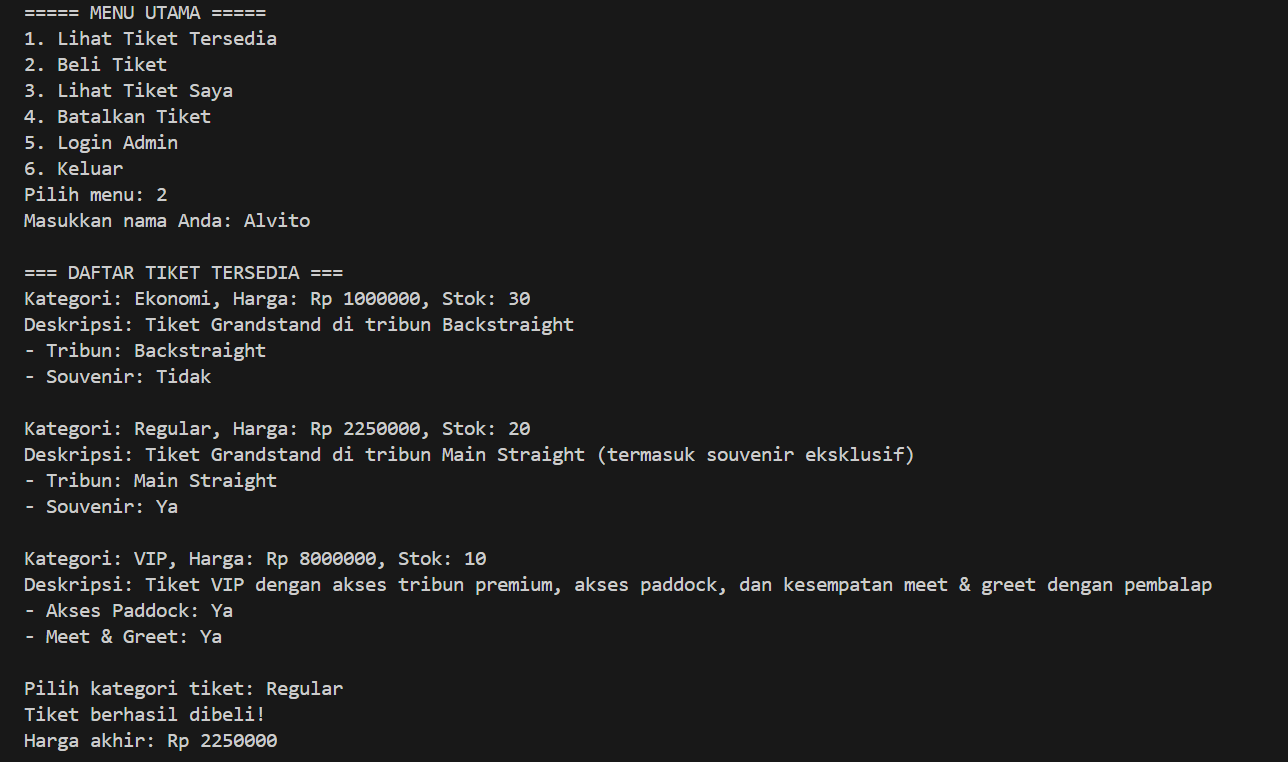 ===== MENU UTAMA =====
1. Lihat Tiket Tersedia
2. Beli Tiket
3. Lihat Tiket Saya
4. Batalkan Tiket
5. Login Admin
6. Keluar
Pilih menu: 2
Masukkan nama Anda: Alvito
=== DAFTAR TIKET TERSEDIA ===
Kategori: Ekonomi, Harga: Rp 1000000, Stok: 30
Deskripsi: Tiket Grandstand di tribun Backstraight
- Tribun: Backstraight
- Souvenir: Tidak
Kategori: Regular, Harga: Rp 2250000, Stok: 20
Deskripsi: Tiket Grandstand di tribun Main Straight (termasuk souvenir eksklusif)
- Tribun: Main Straight
- Souvenir: Ya
Kategori: VIP, Harga: Rp 8000000, Stok: 10
Deskripsi: Tiket VIP dengan akses tribun premium, akses paddock, dan kesempatan meet & greet dengan pembalap
- Akses Paddock: Ya
- Meet & Greet: Ya
Pilih kategori tiket: Regular
Tiket berhasil dibeli!
Harga akhir: Rp 2250000